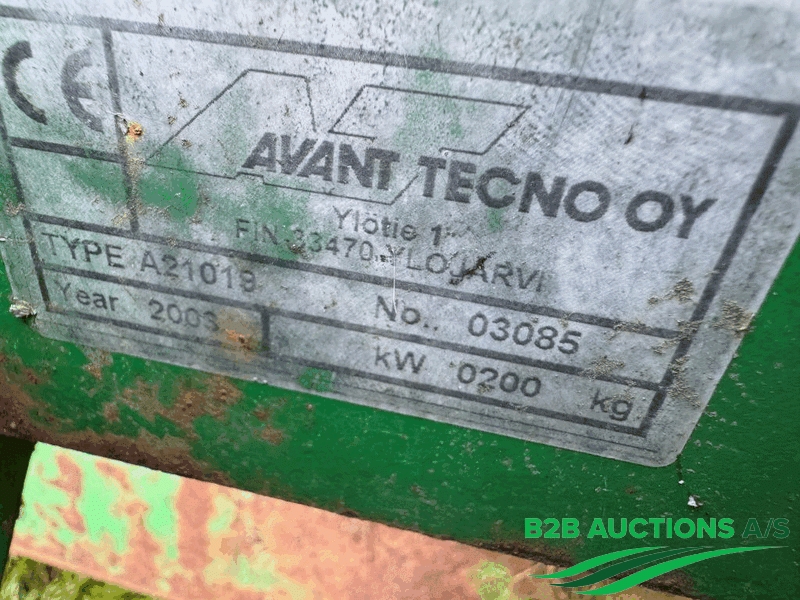 CE
AVANT TECNO OY
Ylötie 1
FIN 33470 YLÖJÄRVI
TYPE A21019
No.. 03085
Year 2003
kW 0200 kg
B2B AUCTIONS A/S